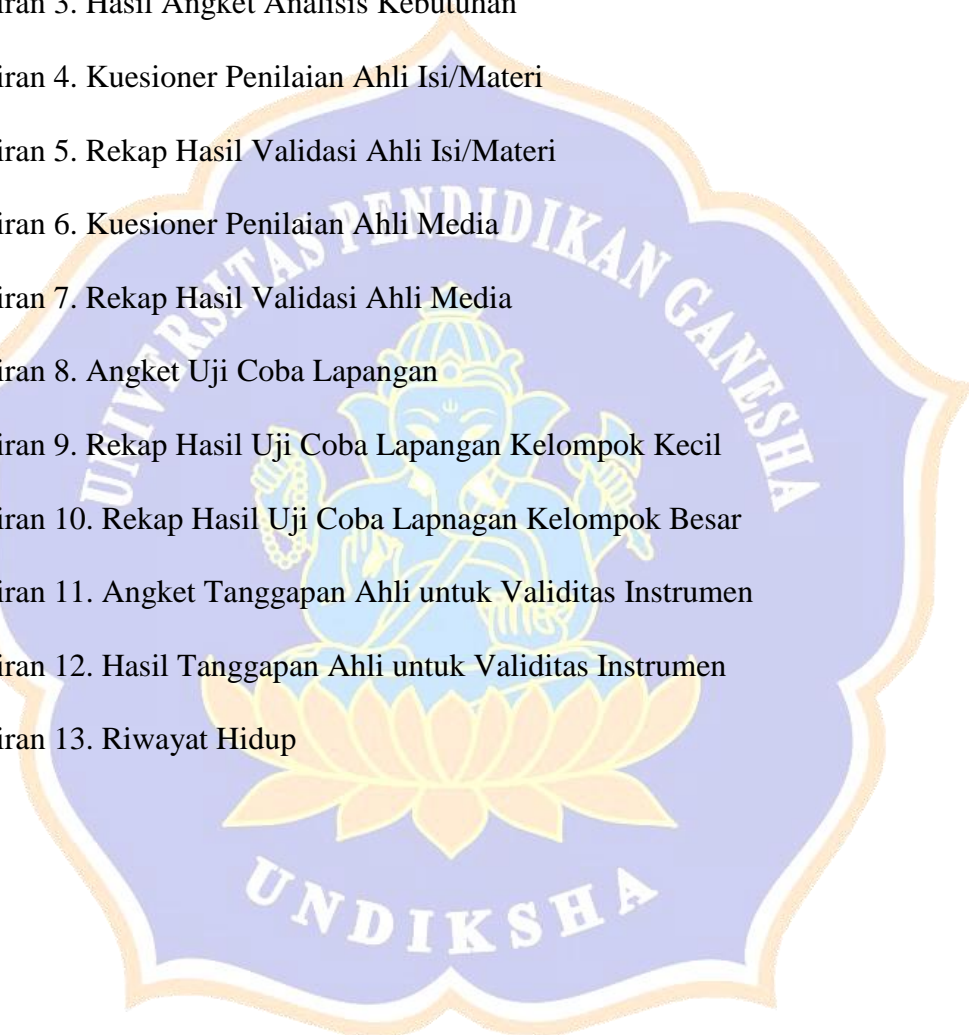 iran 3. Hasil Angket Analisis Kebutuhan
iran 4. Kuesioner Penilaian Ahli Isi/Materi
iran 5. Rekap Hasil Validasi Ahli Isi/Materi
iran 6. Kuesioner Penilaian Ahli Media
iran 7. Rekap Hasil Validasi Ahli Media
iran 8. Angket Uji Coba Lapangan
iran 9. Rekap Hasil Uji Coba Lapangan Kelompok Kecil
iran 10. Rekap Hasil Uji Coba Lapnagan Kelompok Besar
iran 11. Angket Tanggapan Ahli untuk Validitas Instrumen
iran 12. Hasil Tanggapan Ahli untuk Validitas Instrumen
iran 13. Riwayat Hidup
UNIVERSITAS PENDIDIKAN GANESHA
UNDIKSHA